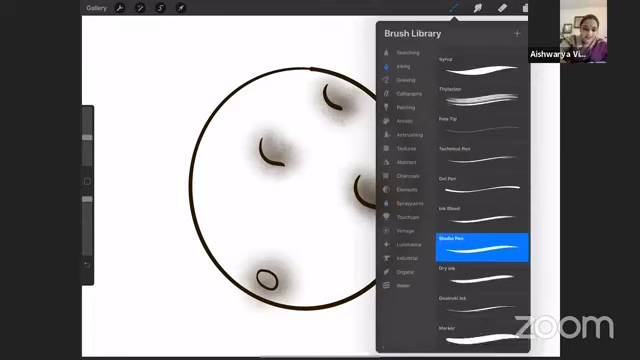 Gallery
Brush Library
Aishwarya Vi...
Sketching
Inking
Drawing
Calligraphy
Painting
Artistic
Airbrushing
Textures
Abstract
Charcoals
Elements
Spraypaints
Touchups
Vintage
Luminance
Industrial
Organic
Water
Syrup
Thylacine
Fine Tip
Technical Pen
Gel Pen
Ink Bleed
Studio Pen
Dry Ink
Gesinski Ink
Marker
zoom